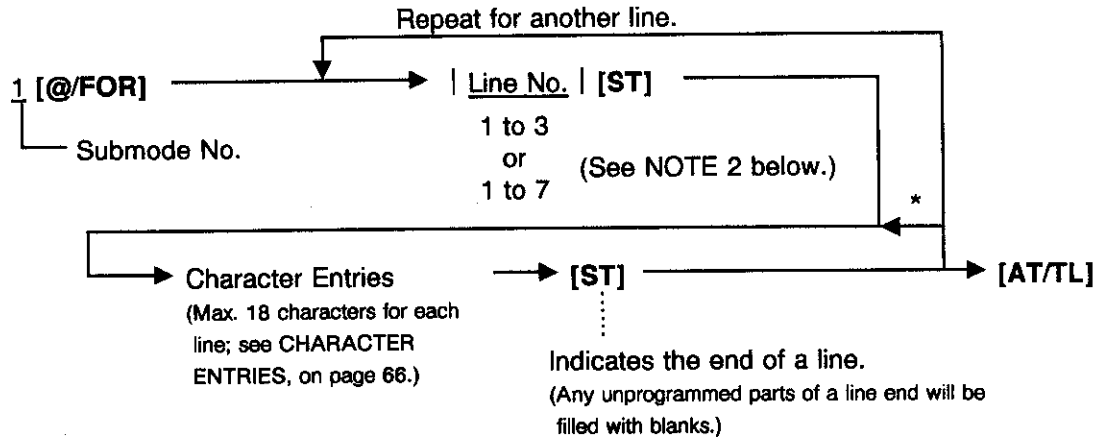 Repeat for another line.
1 [@/FOR]
| Line No. | [ST]
Submode No.
1 to 3
or
1 to 7
(See NOTE 2 below.)
*
Character Entries
(Max. 18 characters for each
line; see CHARACTER
ENTRIES, on page 66.)
[ST]
[AT/TL]
Indicates the end of a line.
(Any unprogrammed parts of a line end will be
filled with blanks.)